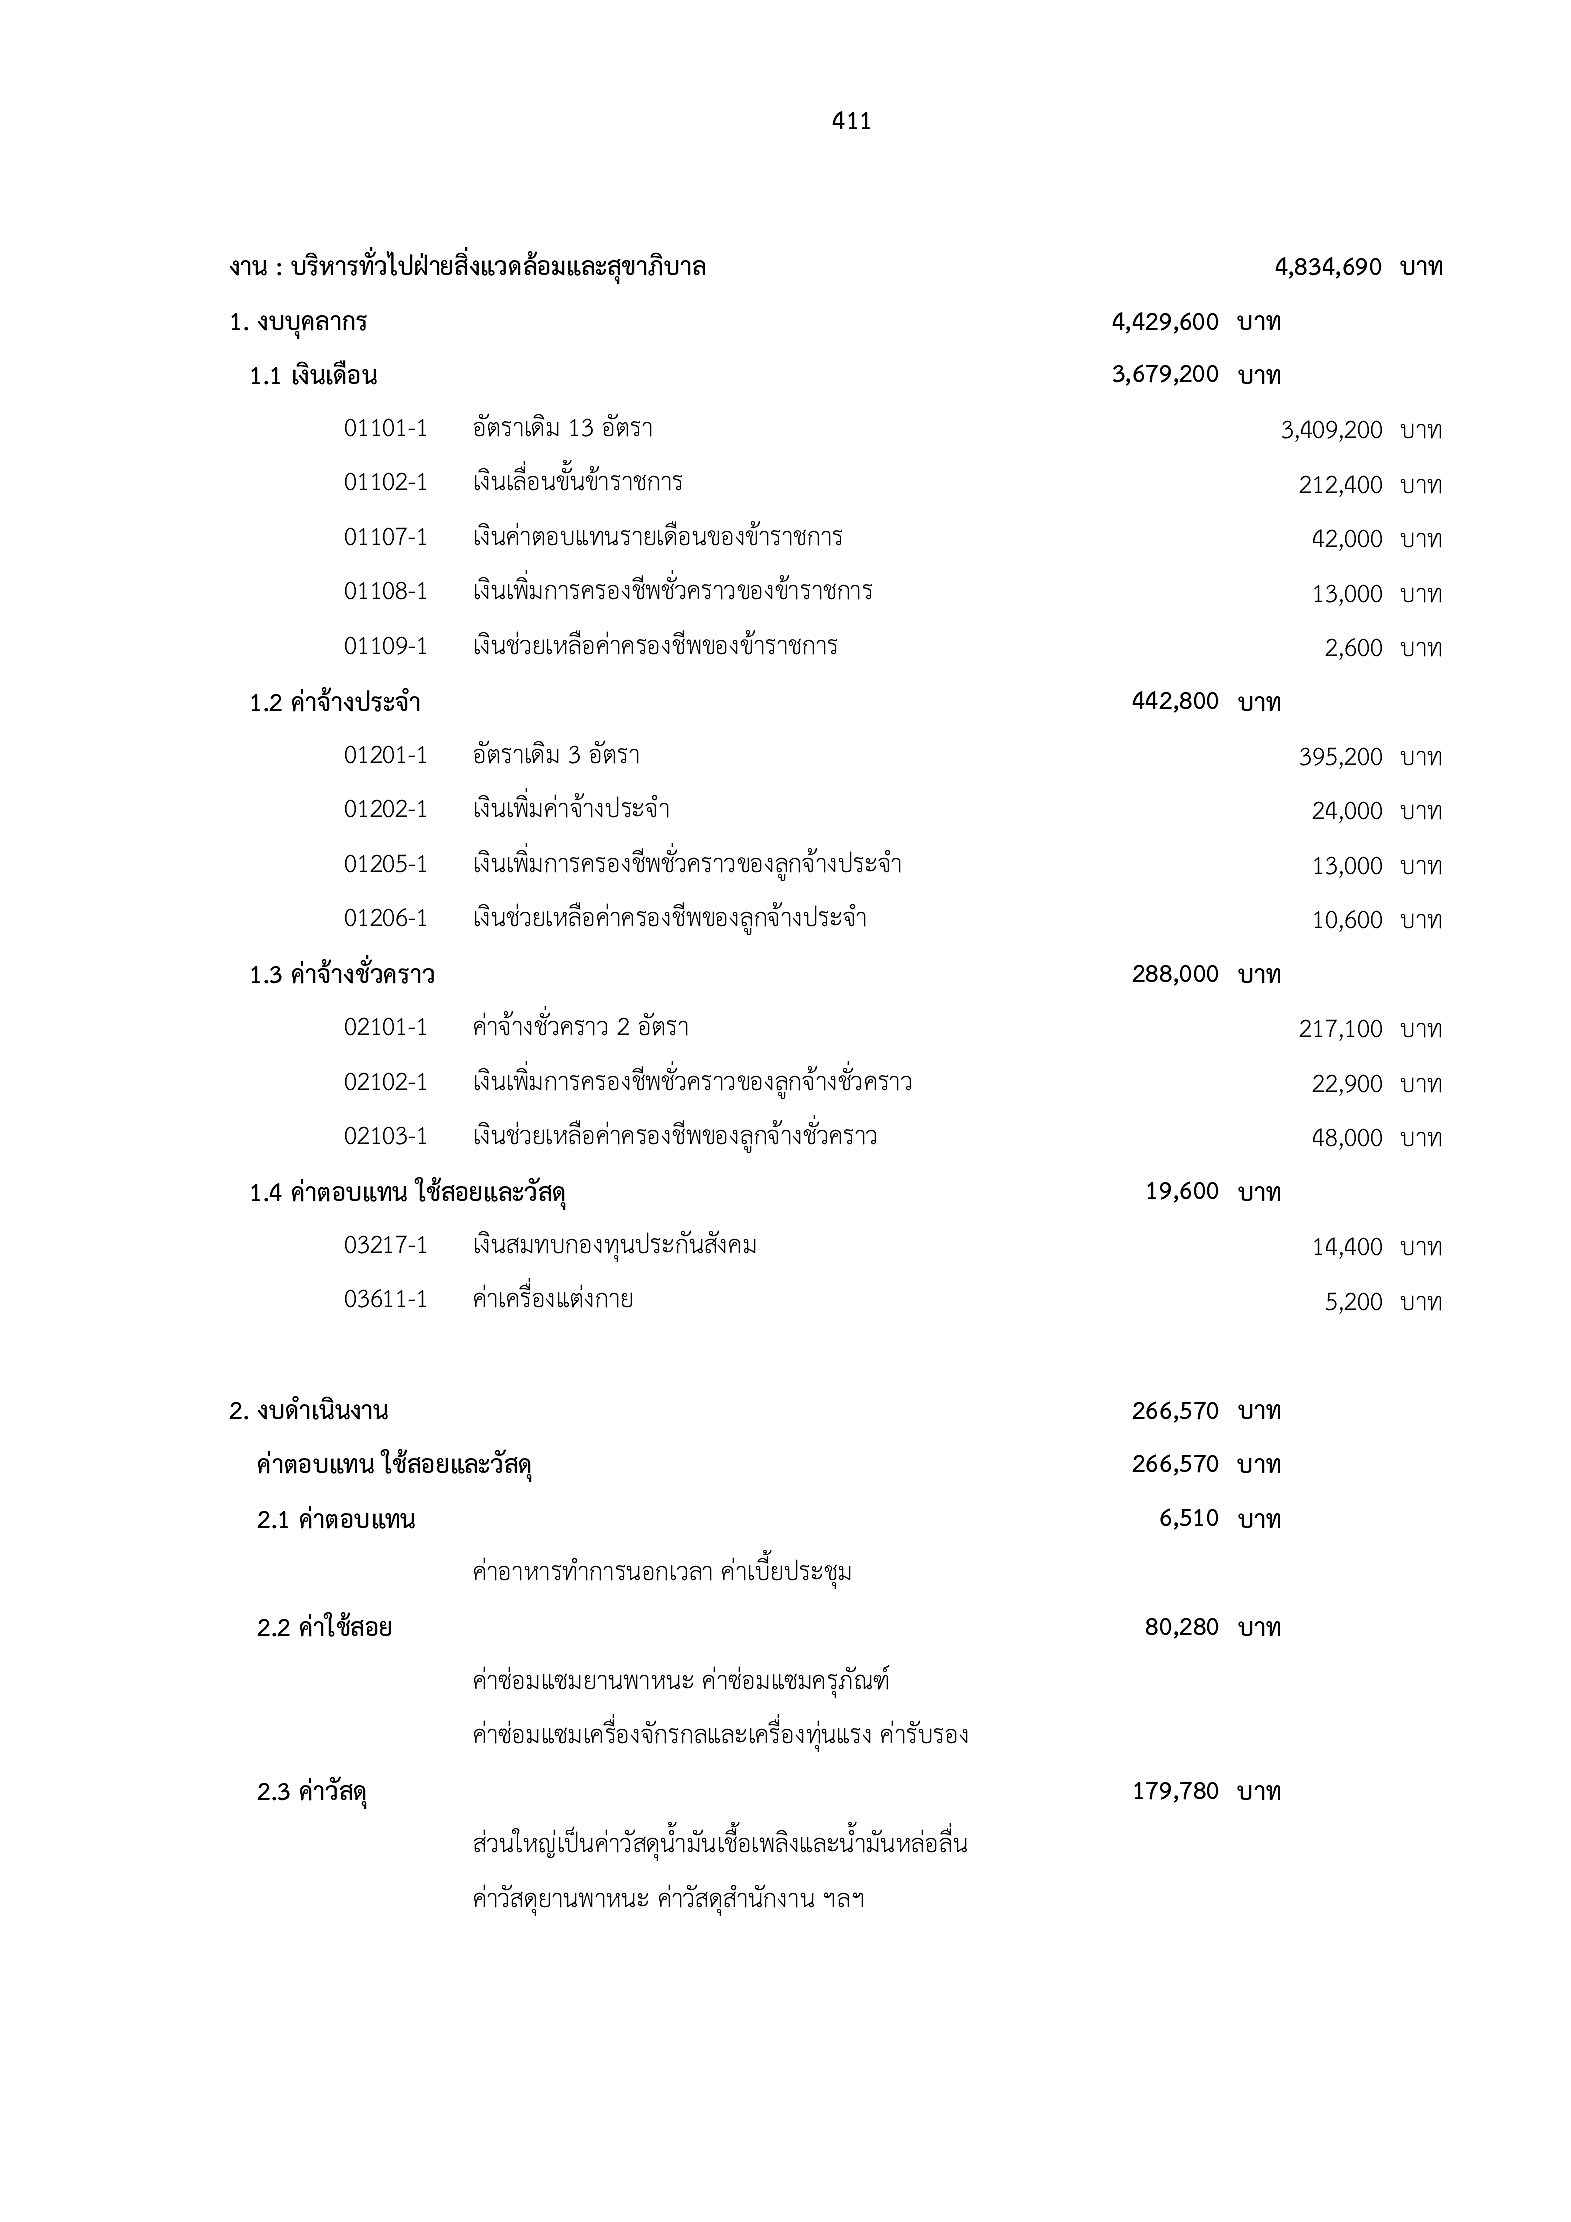 411
งาน : บริหารทั่วไปฝ่ายสิ่งแวดล้อมและสุขาภิบาล 4,834,690 บาท
1. งบบุคลากร 4,429,600 บาท
1.1 เงินเดือน 3,679,200 บาท
01101-1 อัตราเดิม 13 อัตรา 3,409,200 บาท
01102-1 เงินเลื่อนขั้นข้าราชการ 212,400 บาท
01107-1 เงินค่าตอบแทนรายเดือนของข้าราชการ 42,000 บาท
01108-1 เงินเพิ่มการครองชีพชั่วคราวของข้าราชการ 13,000 บาท
01109-1 เงินช่วยเหลือค่าครองชีพของข้าราชการ 2,600 บาท
1.2 ค่าจ้างประจำ 442,800 บาท
01201-1 อัตราเดิม 3 อัตรา 395,200 บาท
01202-1 เงินเพิ่มค่าจ้างประจำ 24,000 บาท
01205-1 เงินเพิ่มการครองชีพชั่วคราวของลูกจ้างประจำ 13,000 บาท
01206-1 เงินช่วยเหลือค่าครองชีพของลูกจ้างประจำ 10,600 บาท
1.3 ค่าจ้างชั่วคราว 288,000 บาท
02101-1 ค่าจ้างชั่วคราว 2 อัตรา 217,100 บาท
02102-1 เงินเพิ่มการครองชีพชั่วคราวของลูกจ้างชั่วคราว 22,900 บาท
02103-1 เงินช่วยเหลือค่าครองชีพของลูกจ้างชั่วคราว 48,000 บาท
1.4 ค่าตอบแทน ใช้สอยและวัสดุ 19,600 บาท
03217-1 เงินสมทบกองทุนประกันสังคม 14,400 บาท
03611-1 ค่าเครื่องแต่งกาย 5,200 บาท
2. งบดำเนินงาน 266,570 บาท
ค่าตอบแทน ใช้สอยและวัสดุ 266,570 บาท
2.1 ค่าตอบแทน 6,510 บาท
ค่าอาหารทำการนอกเวลา ค่าเบี้ยประชุม
2.2 ค่าใช้สอย 80,280 บาท
ค่าซ่อมแซมยานพาหนะ ค่าซ่อมแซมครุภัณฑ์
ค่าซ่อมแซมเครื่องจักรกลและเครื่องทุ่นแรง ค่ารับรอง
2.3 ค่าวัสดุ 179,780 บาท
ส่วนใหญ่เป็นค่าวัสดุน้ำมันเชื้อเพลิงและน้ำมันหล่อลื่น
ค่าวัสดุยานพาหนะ ค่าวัสดุสำนักงาน ฯลฯ